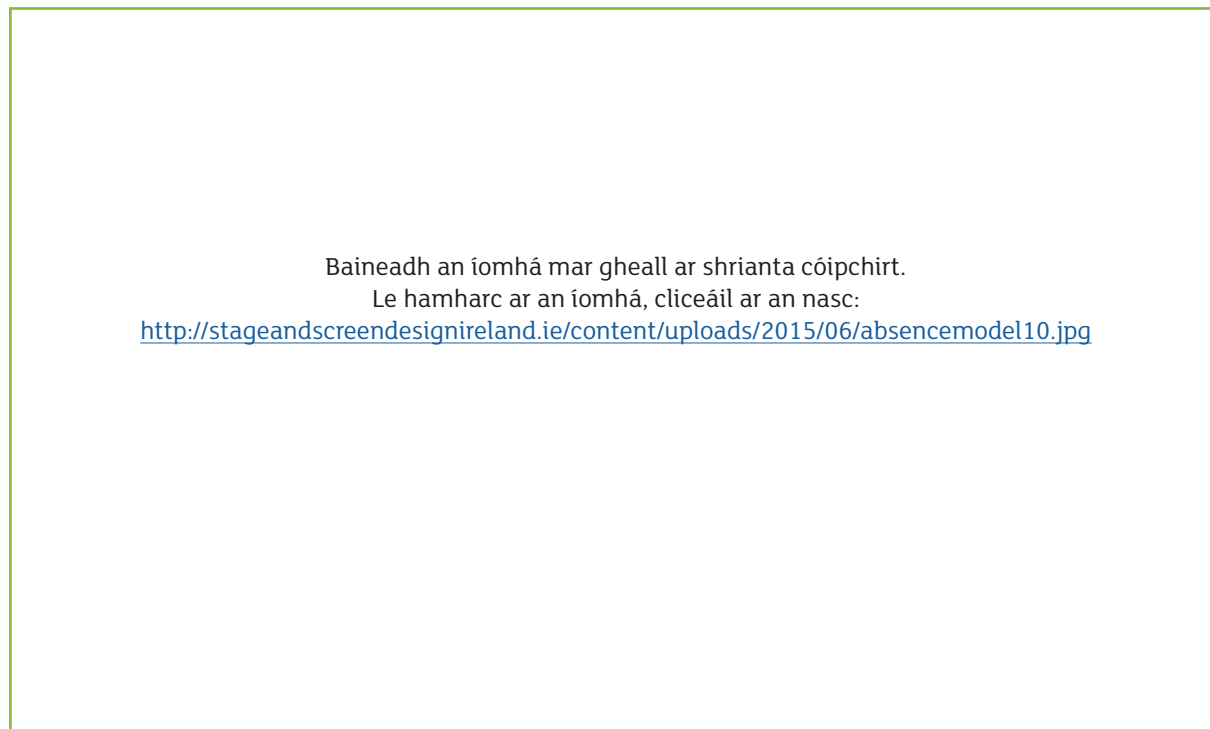 Baineadh an íomhá mar gheall ar shrianta cóipchirt.
Le hamharc ar an íomhá, cliceáil ar an nasc:
http://stageandscreendesignireland.ie/content/uploads/2015/06/absencemodel10.jpg